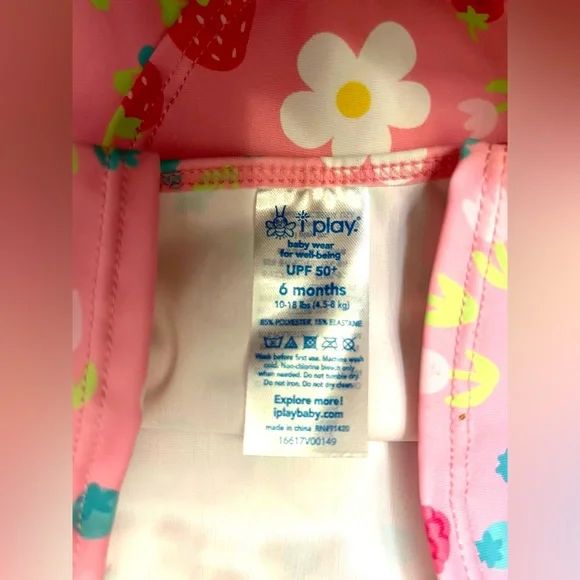 i play.®
baby wear
for well-being®
UPF 50+
6 months
10-18 lbs (4.5-8 kg)
85% POLYESTER, 15% ELASTANE
Wash before first use. Machine wash
cold. Non-chlorine bleach only
when needed. Do not tumble dry.
Do not iron. Do not dry clean.
Explore more!
iplaybaby.com
made in china RN#91420
16617V00149